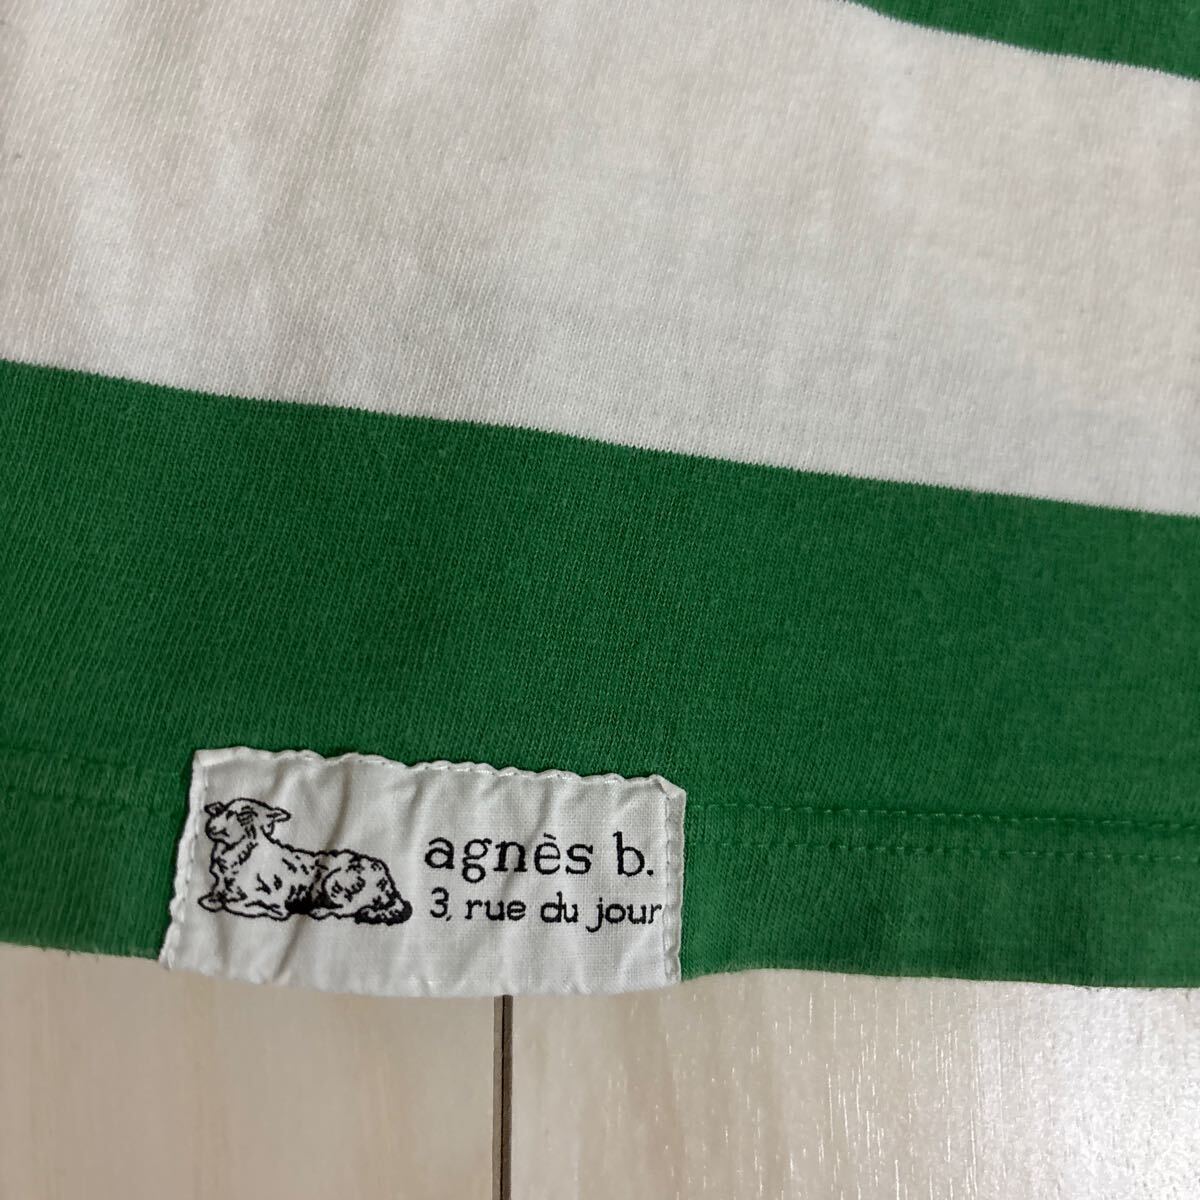 agnès b.
3, rue du jour